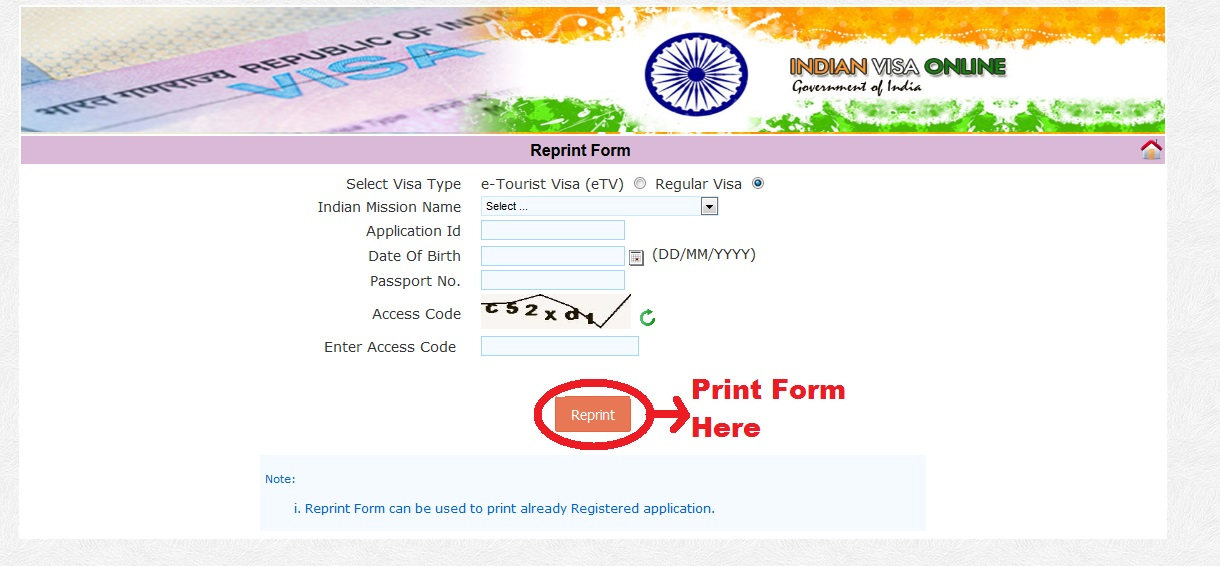 भारत गणराज्य REPUBLIC OF INDIA
VISA
INDIAN VISA ONLINE
Government of India
Reprint Form
Select Visa Type e-Tourist Visa (eTV) Regular Visa
Indian Mission Name Select ...
Application Id
Date Of Birth (DD/MM/YYYY)
Passport No.
Access Code c52xd1
Enter Access Code
Print Form
Reprint
Here
Note:
i. Reprint Form can be used to print already Registered application.